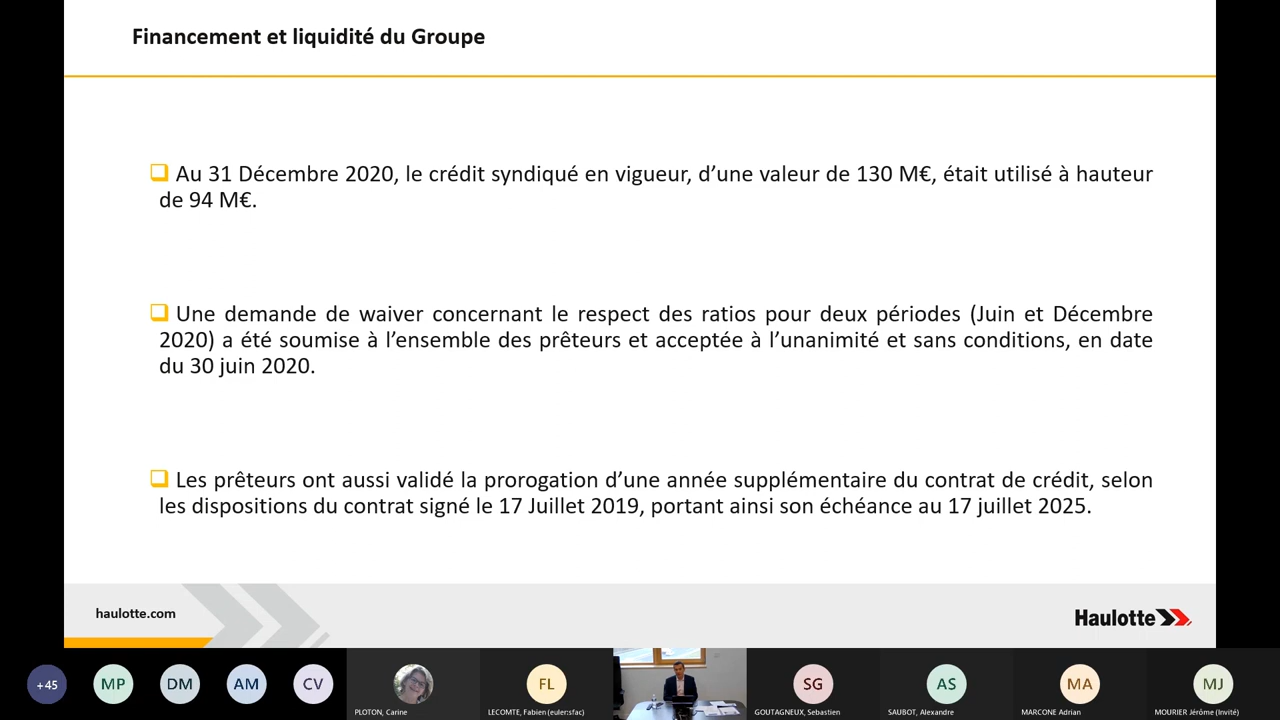 Financement et liquidité du Groupe
Au 31 Décembre 2020, le crédit syndiqué en vigueur, d’une valeur de 130 M€, était utilisé à hauteur
de 94 M€.
Une demande de waiver concernant le respect des ratios pour deux périodes (Juin et Décembre
2020) a été soumise à l’ensemble des prêteurs et acceptée à l’unanimité et sans conditions, en date
du 30 juin 2020.
Les prêteurs ont aussi validé la prorogation d’une année supplémentaire du contrat de crédit, selon
les dispositions du contrat signé le 17 Juillet 2019, portant ainsi son échéance au 17 juillet 2025.
haulotte.com
Haulotte
+45
MP
DM
AM
CV
FL
SG
AS
MA
MJ
PLOTON, Carine
LECOMTE, Fabien (euler:sfac)
GOUTAGNEUX, Sebastien
SAUBOT, Alexandre
MARCONE Adrian
MOURIER Jérôme (Invité)